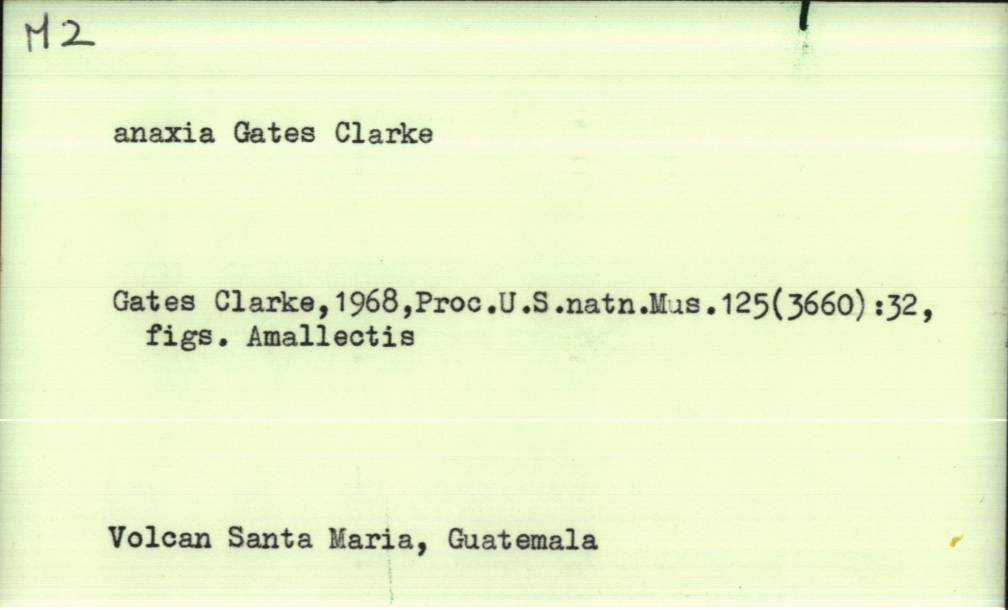 M2
anaxia Gates Clarke
Gates Clarke,1968,Proc.U.S.natn.Mus.125(3660):32,
figs. Amallectis
Volcan Santa Maria, Guatemala